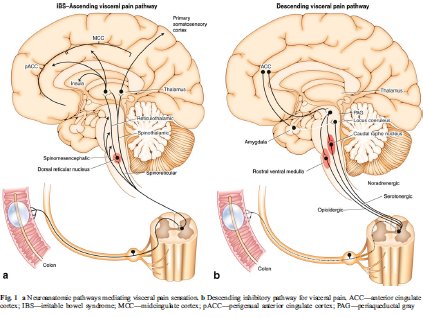 IBS–Ascending visceral pain pathway
Primary
somatosensory
cortex
MCC
pACC
Insula
Thalamus
Reticulothalamic
Spinothalamic
Spinomesencephalic
Dorsal reticular nucleus
Spinoreticular
Colon
a
Descending visceral pain pathway
ACC
Thalamus
PAG
Locus coeruleus
Caudal raphe nucleus
Amygdala
Rostral ventral medulla
Noradrenergic
Serotonergic
Opioidergic
Colon
b
Fig. 1 a Neuroanatomic pathways mediating visceral pain sensation. b Descending inhibitory pathway for visceral pain. ACC—anterior cingulate
cortex; IBS—irritable bowel syndrome; MCC—midcingulate cortex; pACC—perigenual anterior cingulate cortex; PAG—periaqueductal gray